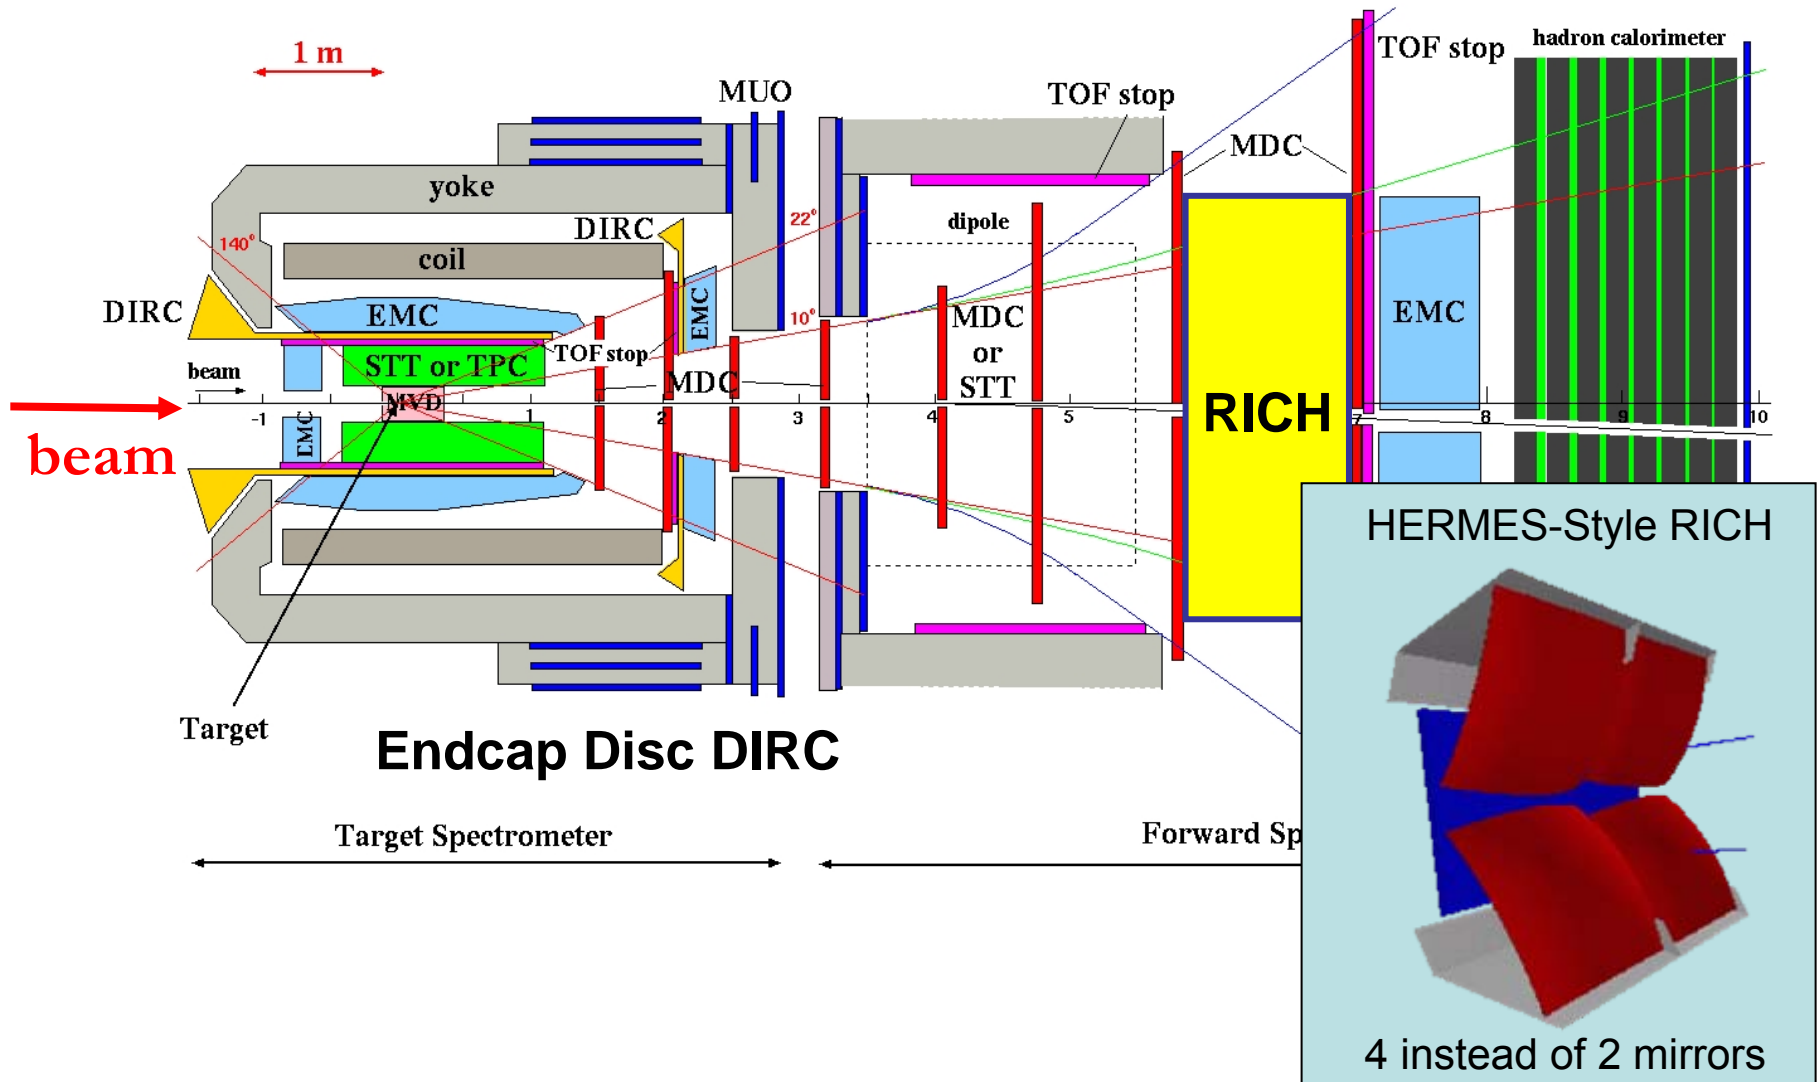 1 m
MUO
TOF stop
TOF stop
hadron calorimeter
MDC
yoke
140°
22°
DIRC
dipole
coil
DIRC
EMC
EMC
10°
MDC
or
STT
EMC
TOF stop
STT or TPC
beam
MDC
MVD
RICH
-1
1
2
3
4
5
7
8
9
10
beam
EMC
HERMES-Style RICH
Target
Endcap Disc DIRC
Target Spectrometer
Forward Sp
4 instead of 2 mirrors